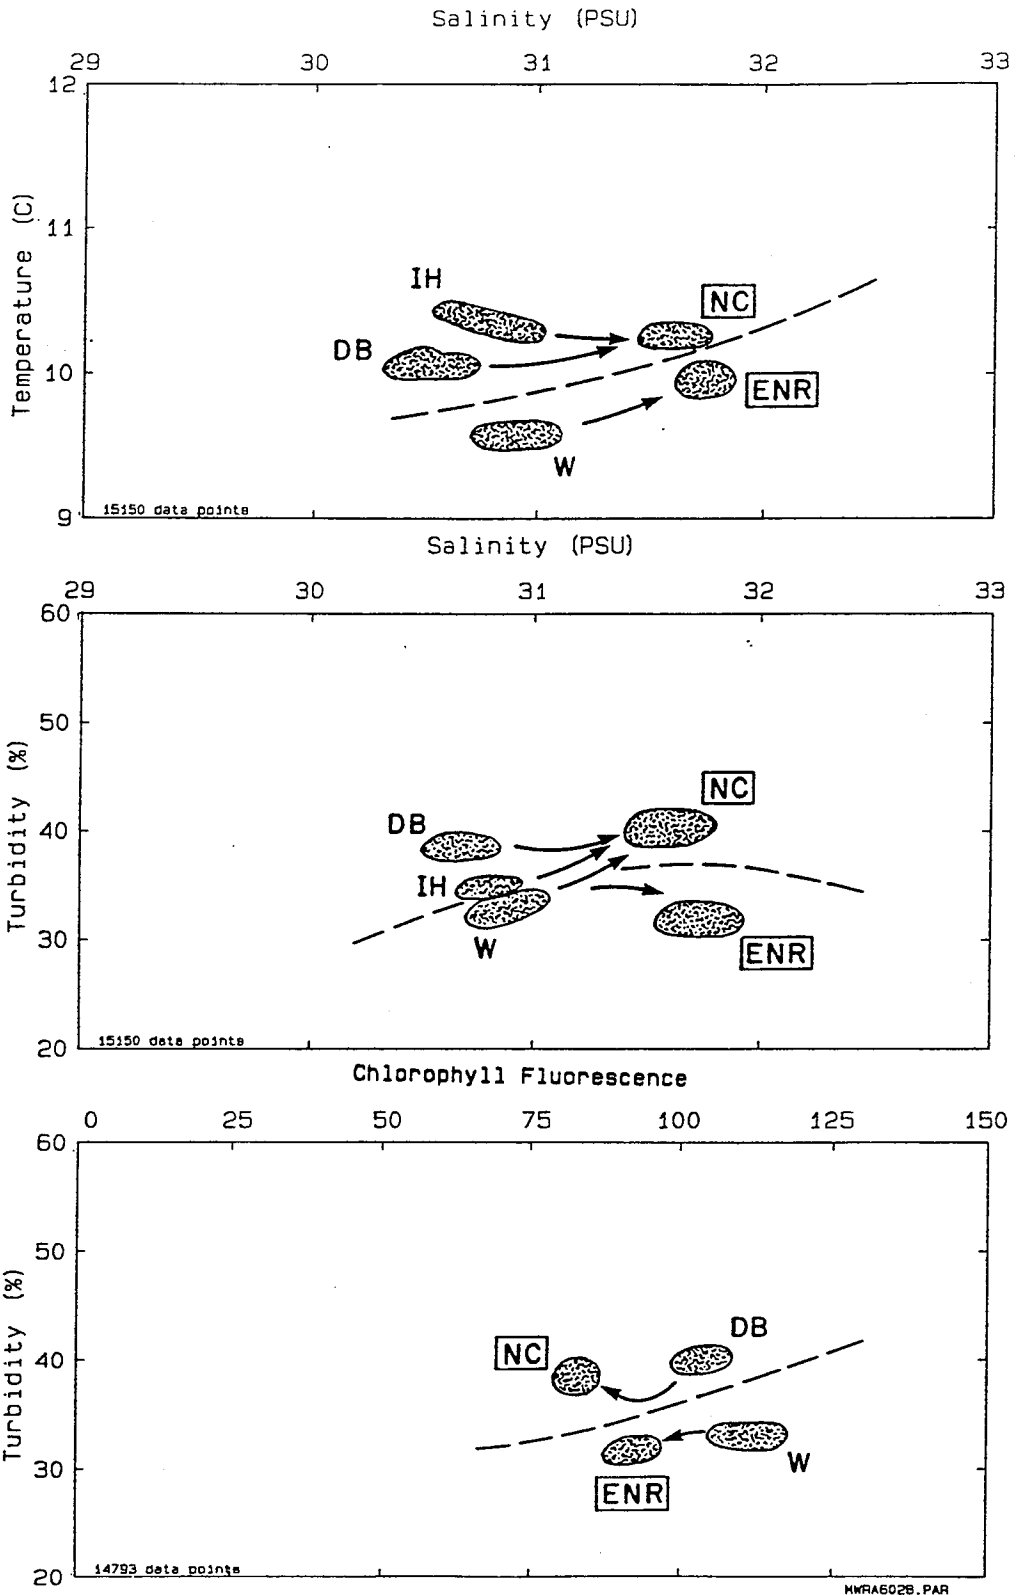 Salinity (PSU)
29 30 31 32 33
12
11
10
9
Temperature (C)
IH
NC
DB
ENR
W
15150 data points
Salinity (PSU)
29 30 31 32 33
60
50
40
30
20
Turbidity (%)
NC
DB
IH
W
ENR
15150 data points
Chlorophyll Fluorescence
0 25 50 75 100 125 150
60
50
40
30
20
Turbidity (%)
DB
NC
W
ENR
14793 data points
MWRA602B.PAR